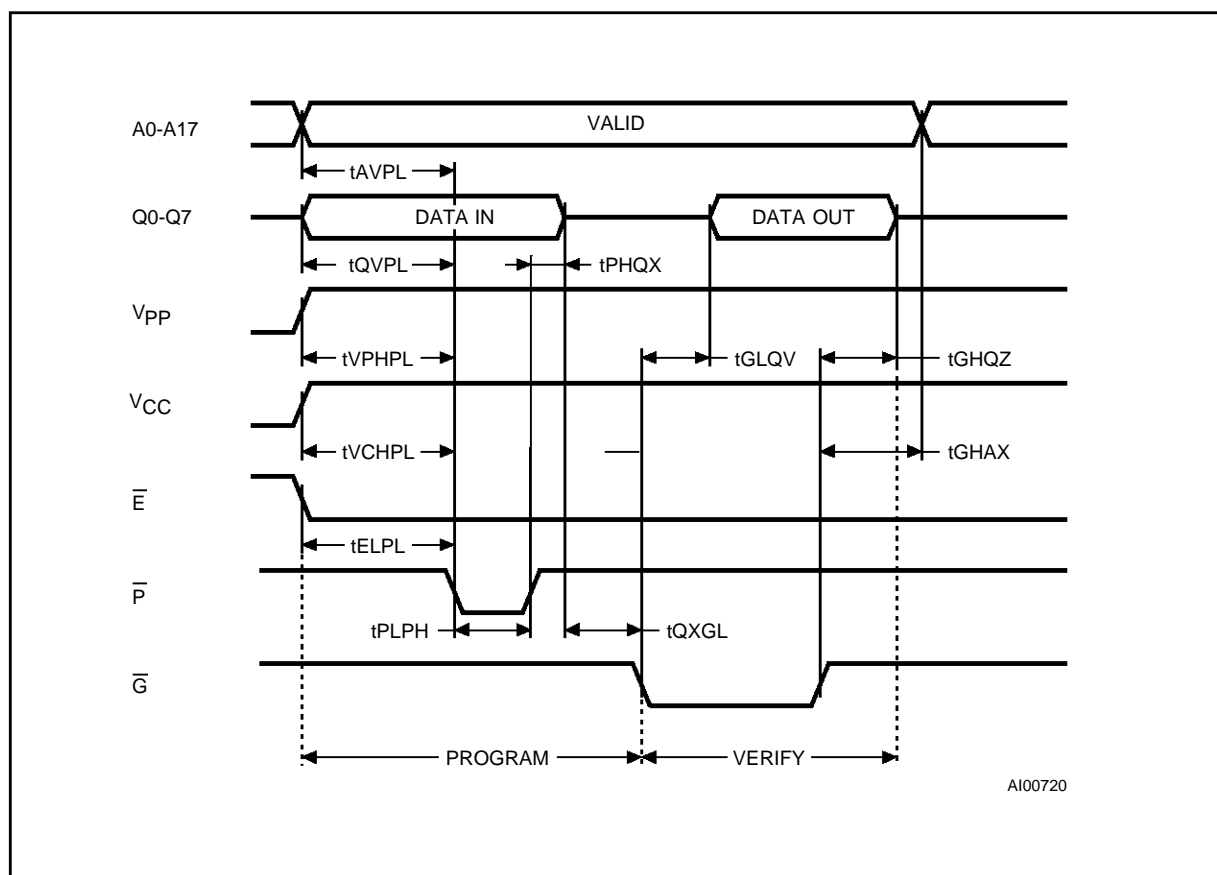 A0-A17
VALID
tAVPL
Q0-Q7
DATA IN
DATA OUT
tQVPL
tPHQX
VPP
tVPHPL
tGLQV
tGHQZ
VCC
tVCHPL
tGHAX
E̅
tELPL
P̅
tPLPH
tQXGL
G̅
PROGRAM
VERIFY
AI00720